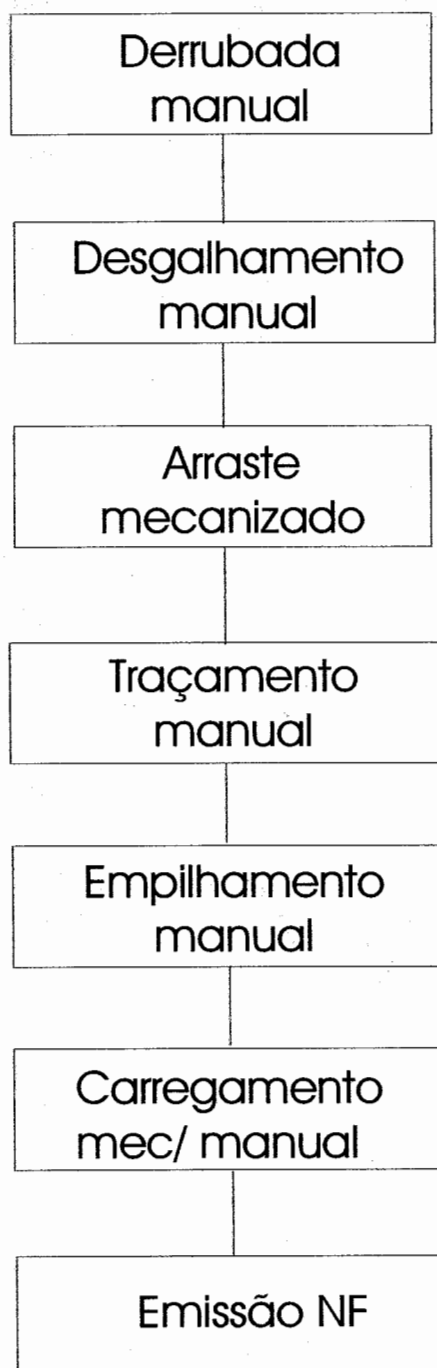 Derrubada
manual
Desgalhamento
manual
Arraste
mecanizado
Traçamento
manual
Empilhamento
manual
Carregamento
mec/ manual
Emissão NF